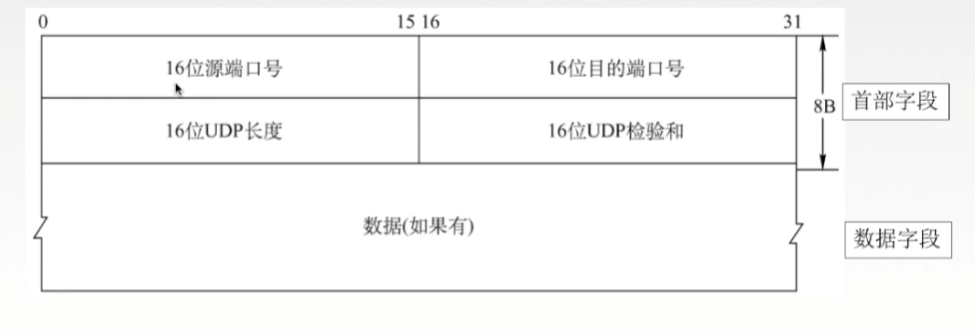 0 15 16 31
16位源端口号 16位目的端口号
8B 首部字段
16位UDP长度 16位UDP检验和
数据(如果有) 数据字段